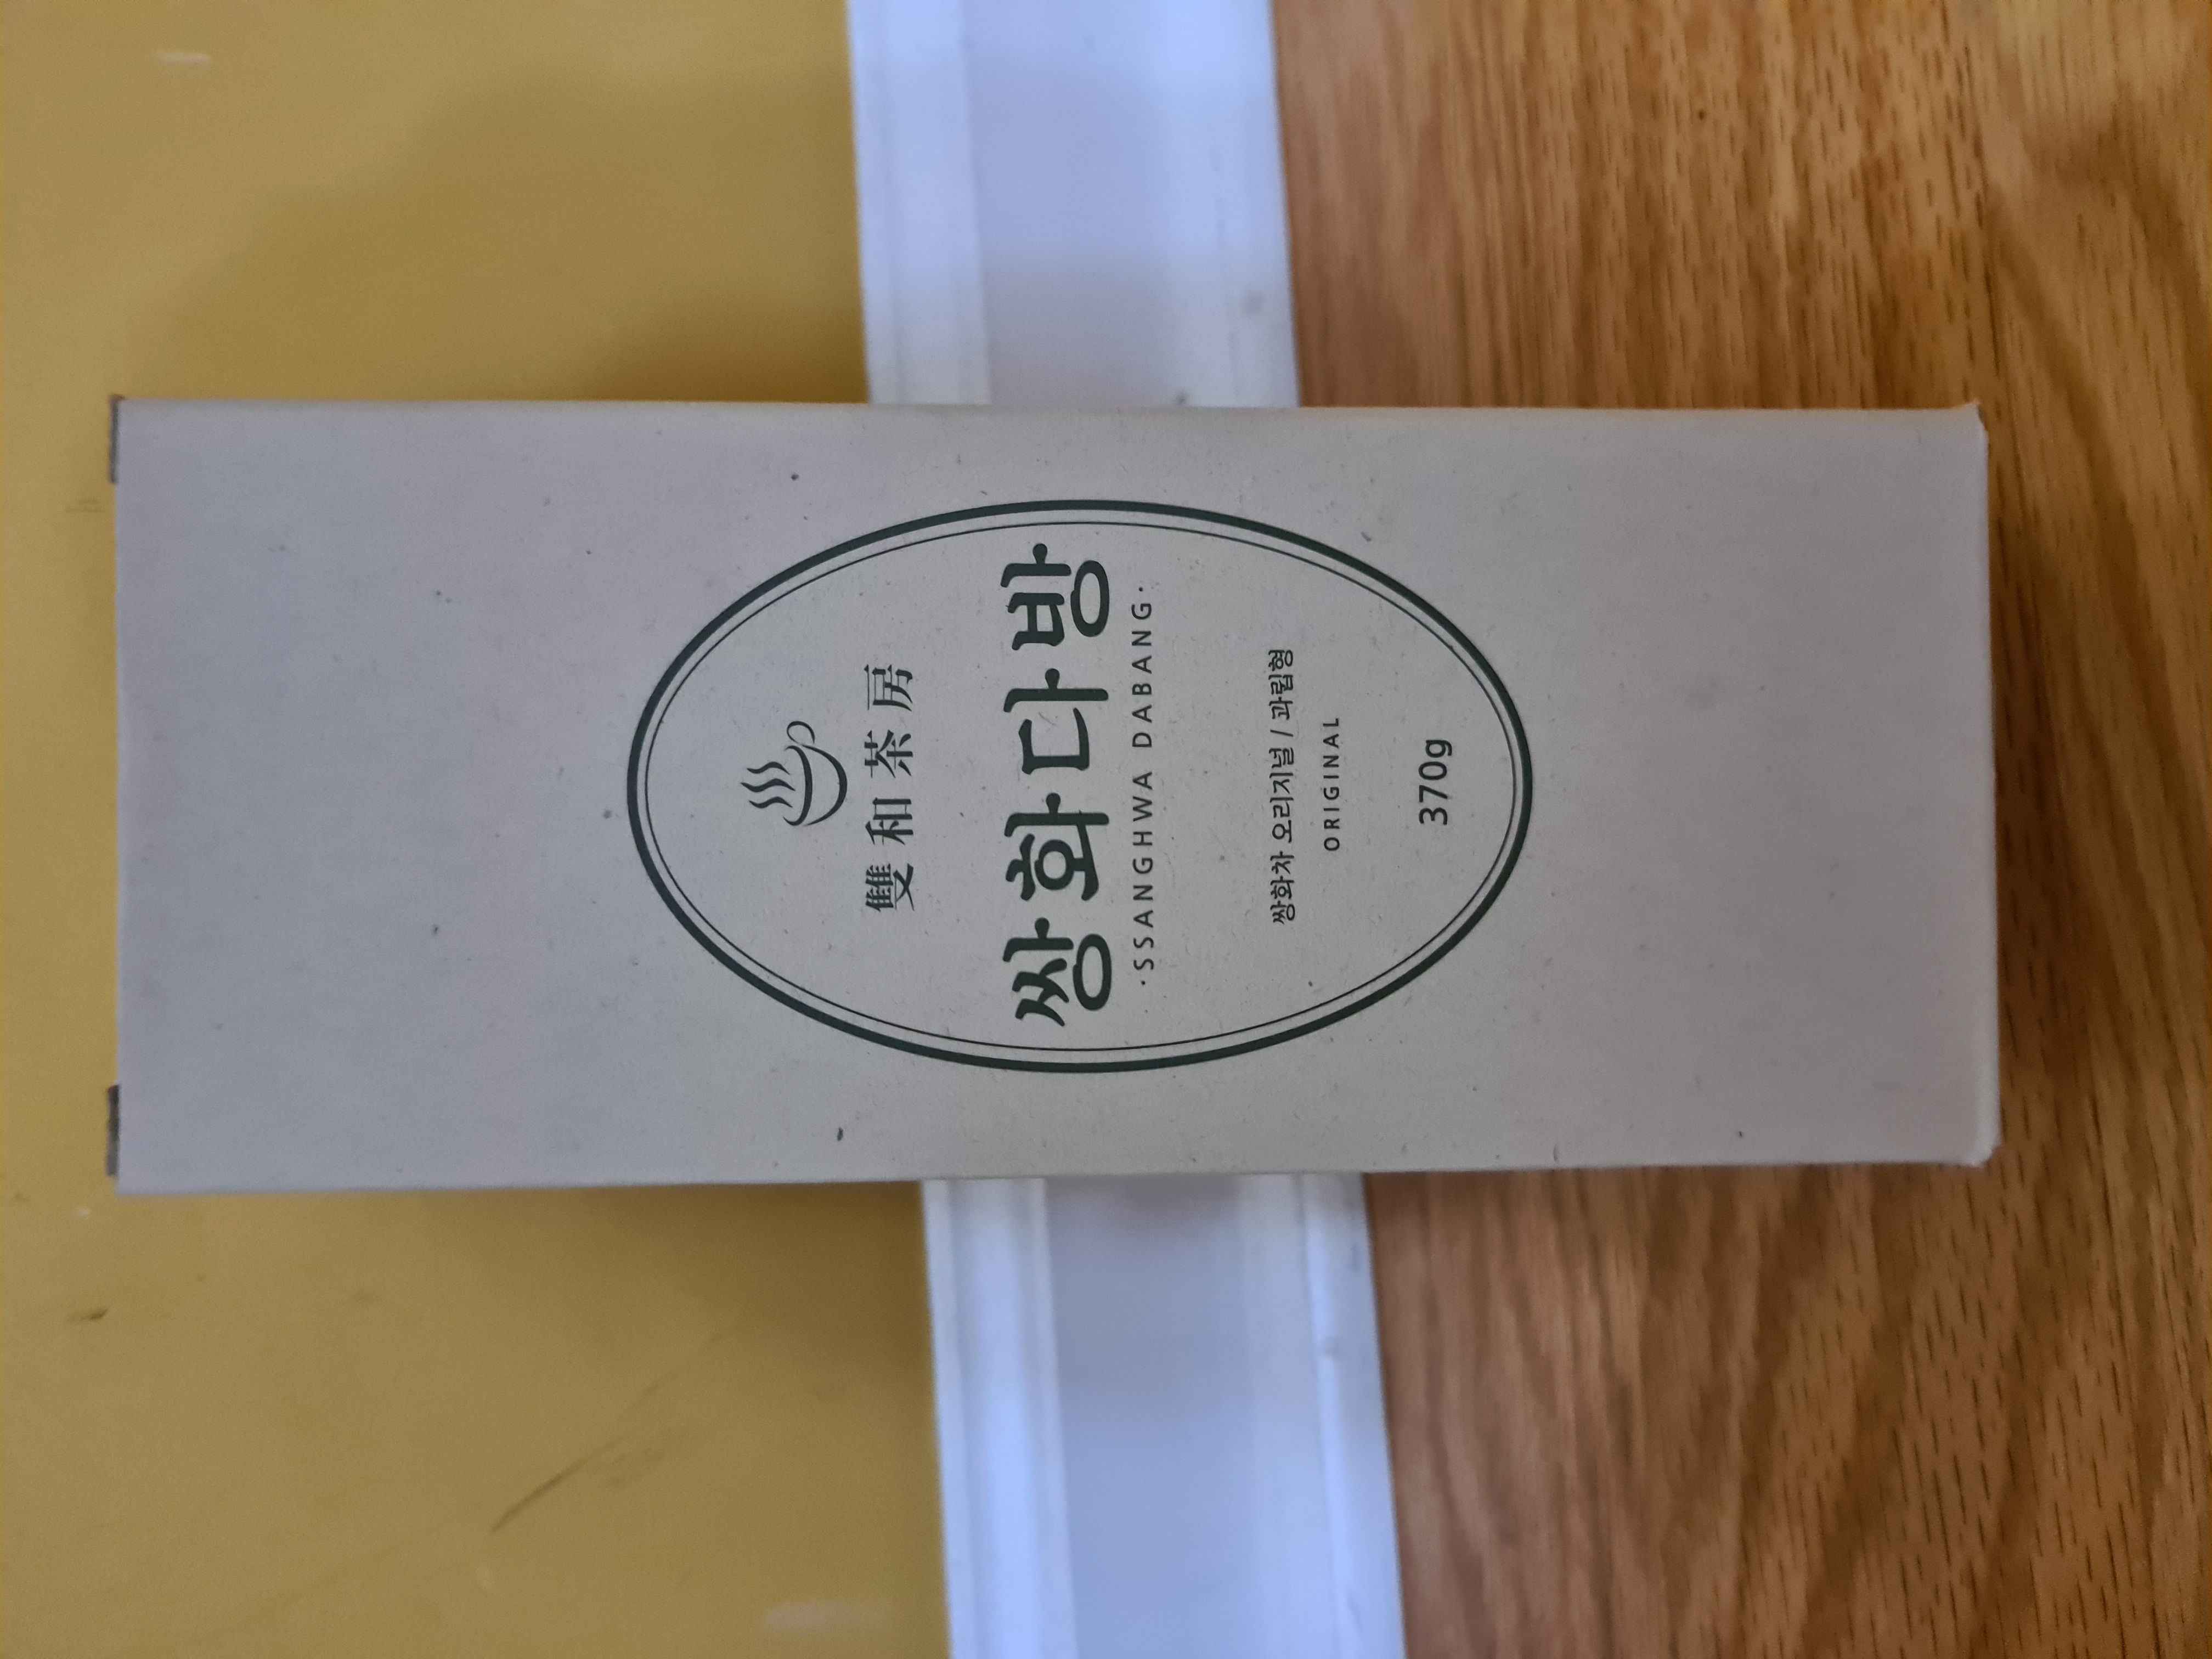 雙和茶房
쌍화다방
·SSANGHWA DABANG·
쌍화차 오리지널 / 과립형
ORIGINAL
370g